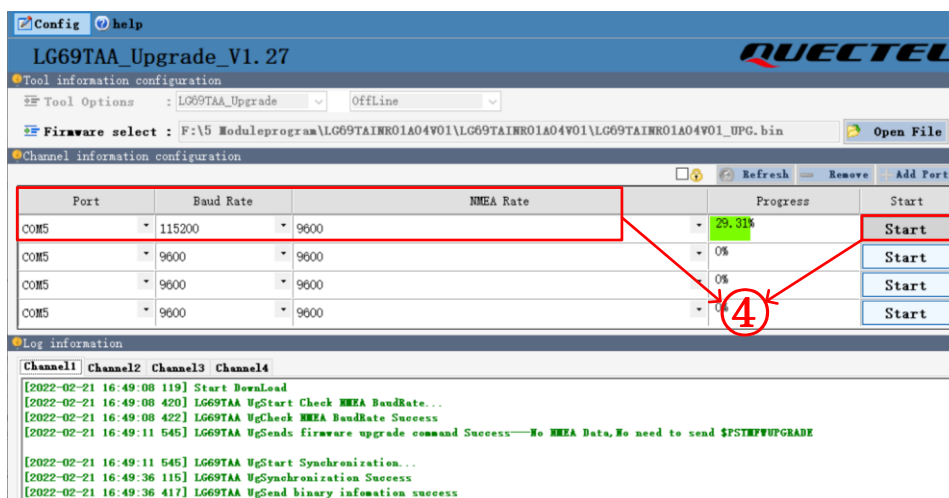 Config help
LG69TAA_Upgrade_V1.27 QUECTEL
Tool information configuration
Tool Options : LG69TAA_Upgrade OffLine
Firmware select : F:\5 Moduleprogram\LG69TAINR01A04V01\LG69TAINR01A04V01\LG69TAINR01A04V01_UPG.bin Open File
Channel information configuration
Refresh Remove Add Port
Port Baud Rate NMEA Rate Progress Start
COM5 115200 9600 29.31% Start
COM5 9600 9600 0% Start
COM5 9600 9600 0% Start
COM5 9600 9600 0% Start
④
Log information
Channel1 Channel2 Channel3 Channel4
[2022-02-21 16:49:08 119] Start DownLoad
[2022-02-21 16:49:08 420] LG69TAA UgStart Check NMEA BaudRate...
[2022-02-21 16:49:08 422] LG69TAA UgCheck NMEA BaudRate Success
[2022-02-21 16:49:11 545] LG69TAA UgSends firmware upgrade command Success——No NMEA Data,No need to send $PSTMFWUPGRADE
[2022-02-21 16:49:11 545] LG69TAA UgStart Synchronization...
[2022-02-21 16:49:36 115] LG69TAA UgSynchronization Success
[2022-02-21 16:49:36 417] LG69TAA UgSend binary infomation success